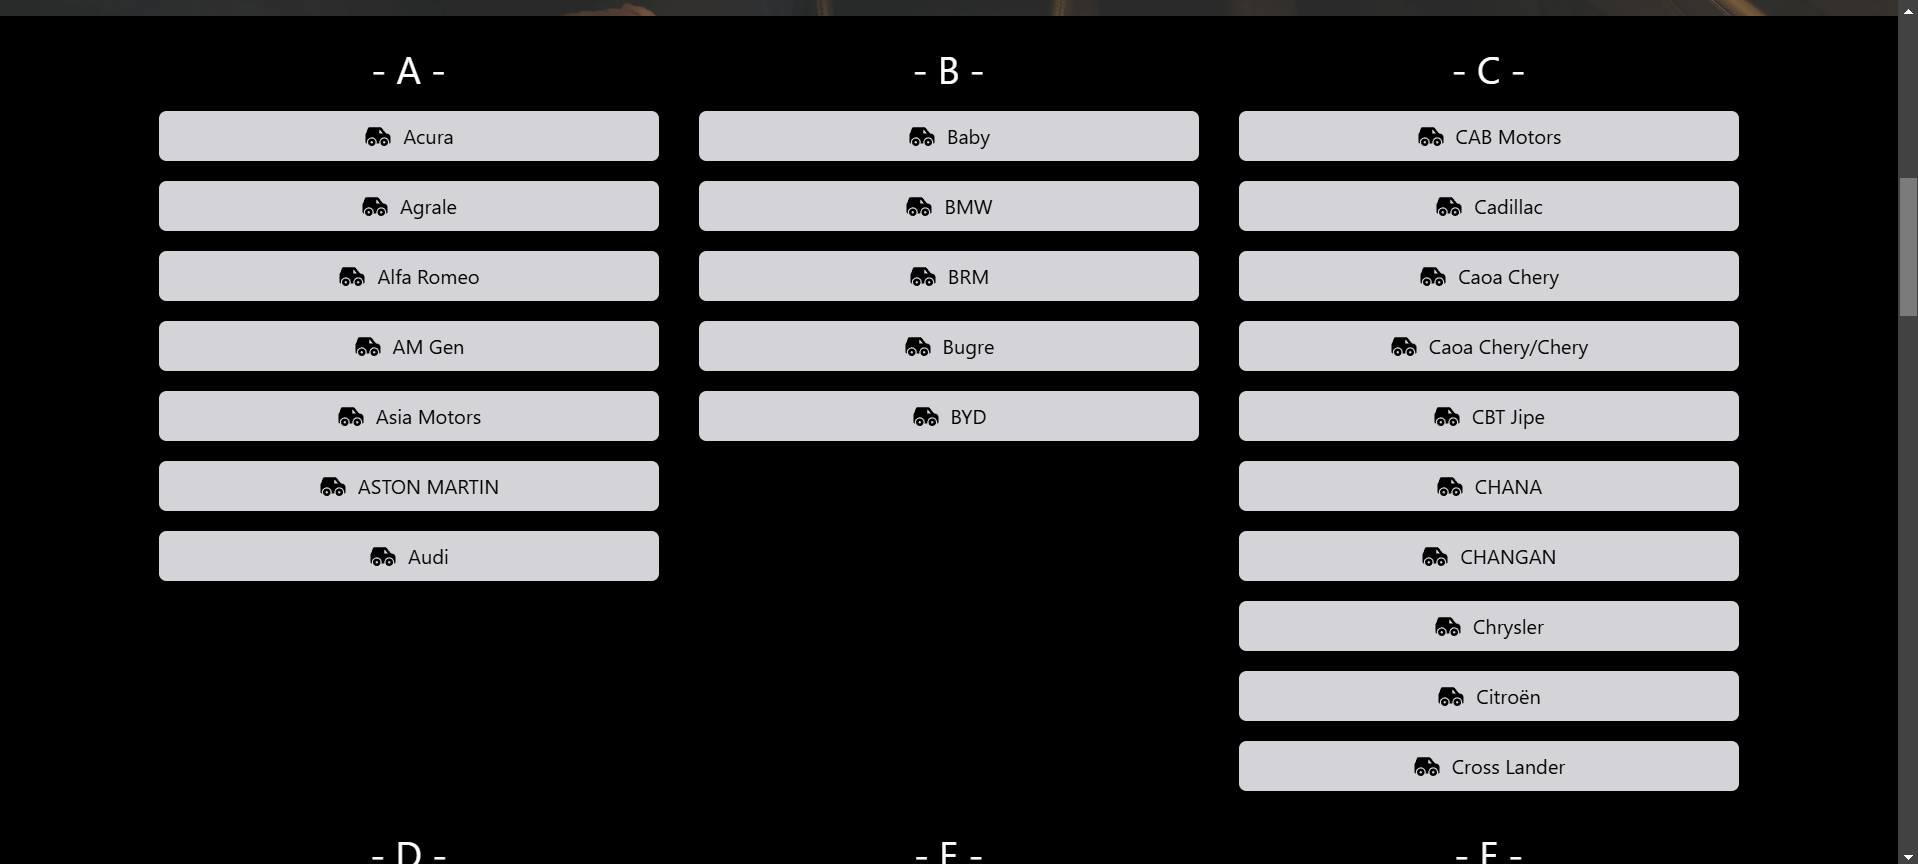 - A -
Acura
Agrale
Alfa Romeo
AM Gen
Asia Motors
ASTON MARTIN
Audi
- B -
Baby
BMW
BRM
Bugre
BYD
- C -
CAB Motors
Cadillac
Caoa Chery
Caoa Chery/Chery
CBT Jipe
CHANA
CHANGAN
Chrysler
Citroën
Cross Lander
- D -